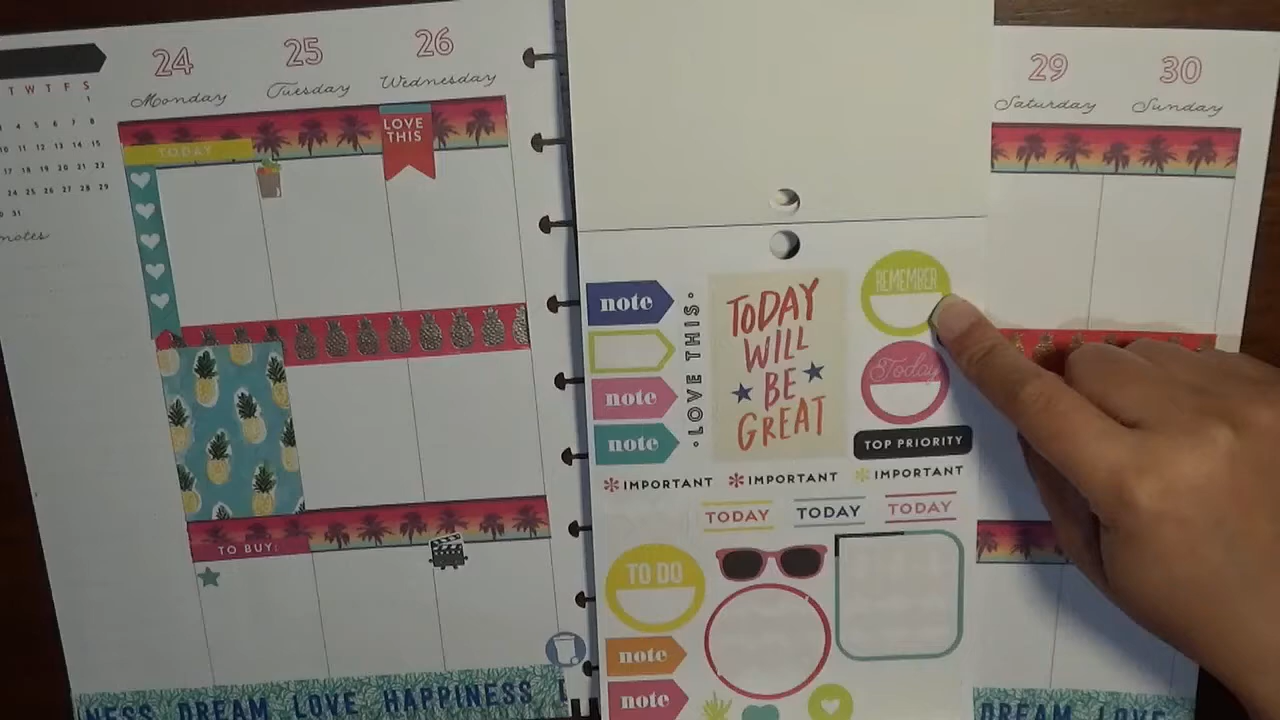 24
25
26
29
30
Monday
Tuesday
Wednesday
Saturday
Sunday
T W T F S
1
4 5 6 7 8
10 11 12 13 14 15
17 18 19 20 21 22
24 25 26 27 28 29
31
notes
TODAY
LOVE
THIS
TO BUY:
NESS DREAM LOVE HAPPINESS
DREAM LOVE
note
note
note
·LOVE THIS·
TODAY
WILL
BE
GREAT
REMEMBER
Today
TOP PRIORITY
IMPORTANT
IMPORTANT
IMPORTANT
TODAY
TODAY
TODAY
TO DO
note
note